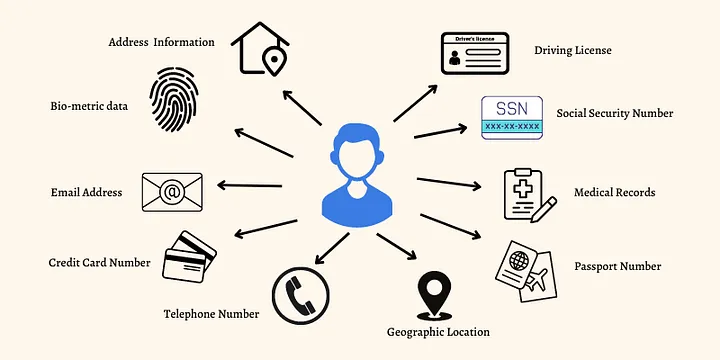 Address Information
Driver's license
Driving License
Bio-metric data
SSN
XXX-XX-XXXX
Social Security Number
Email Address
@
Medical Records
Credit Card Number
Passport Number
Telephone Number
Geographic Location